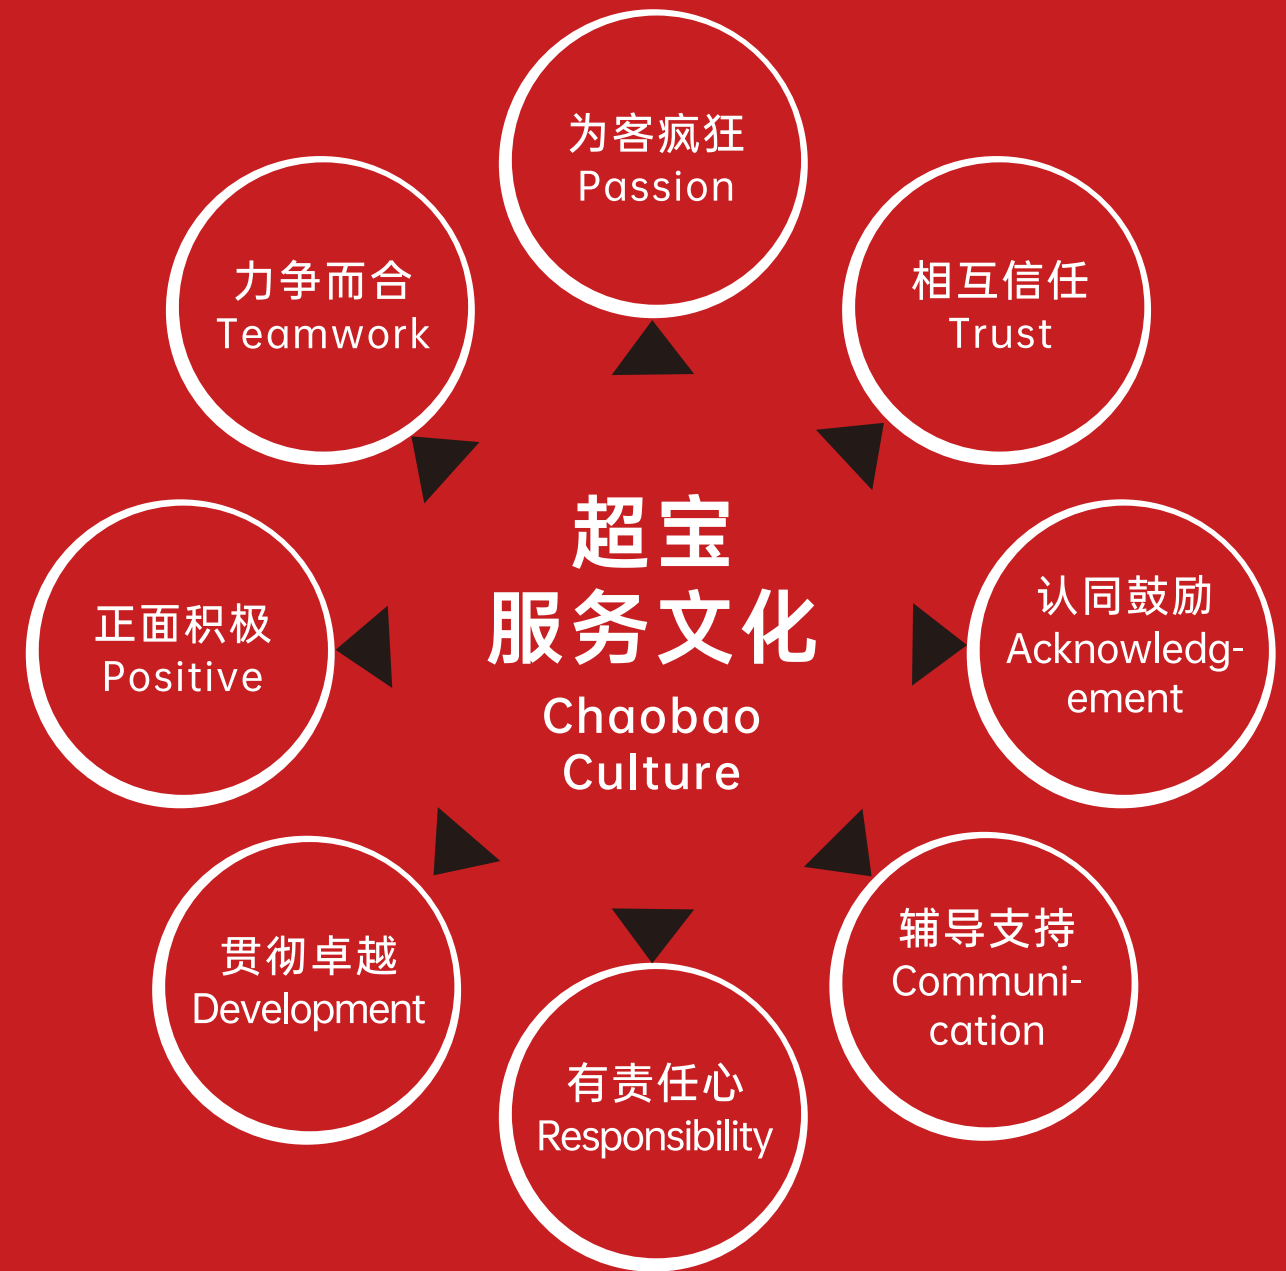 为客疯狂
Passion
力争而合
Teamwork
相互信任
Trust
超宝
服务文化
Chaobao
Culture
正面积极
Positive
认同鼓励
Acknowledg-
ement
贯彻卓越
Development
辅导支持
Communi-
cation
有责任心
Responsibility